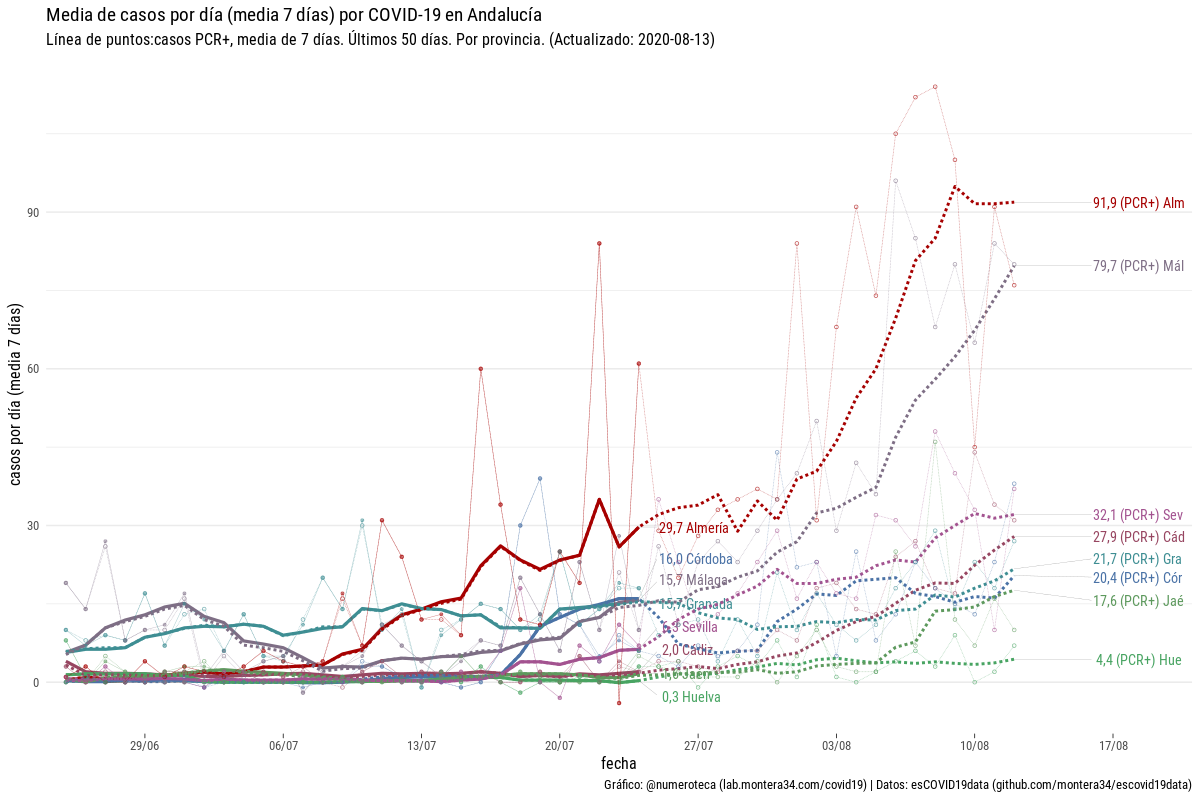 Media de casos por día (media 7 días) por COVID-19 en Andalucía
Línea de puntos:casos PCR+, media de 7 días. Últimos 50 días. Por provincia. (Actualizado: 2020-08-13)
casos por día (media 7 días)
90
60
30
0
91,9 (PCR+) Alm
79,7 (PCR+) Mál
32,1 (PCR+) Sev
27,9 (PCR+) Cád
21,7 (PCR+) Gra
20,4 (PCR+) Cór
17,6 (PCR+) Jaé
4,4 (PCR+) Hue
29,7 Almería
16,0 Córdoba
15,7 Málaga
15,7 Granada
Sevilla
2,0 Cádiz
Jaén
0,3 Huelva
29/06
06/07
13/07
20/07
27/07
03/08
10/08
17/08
fecha
Gráfico: @numeroteca (lab.montera34.com/covid19) | Datos: esCOVID19data (github.com/montera34/escovid19data)